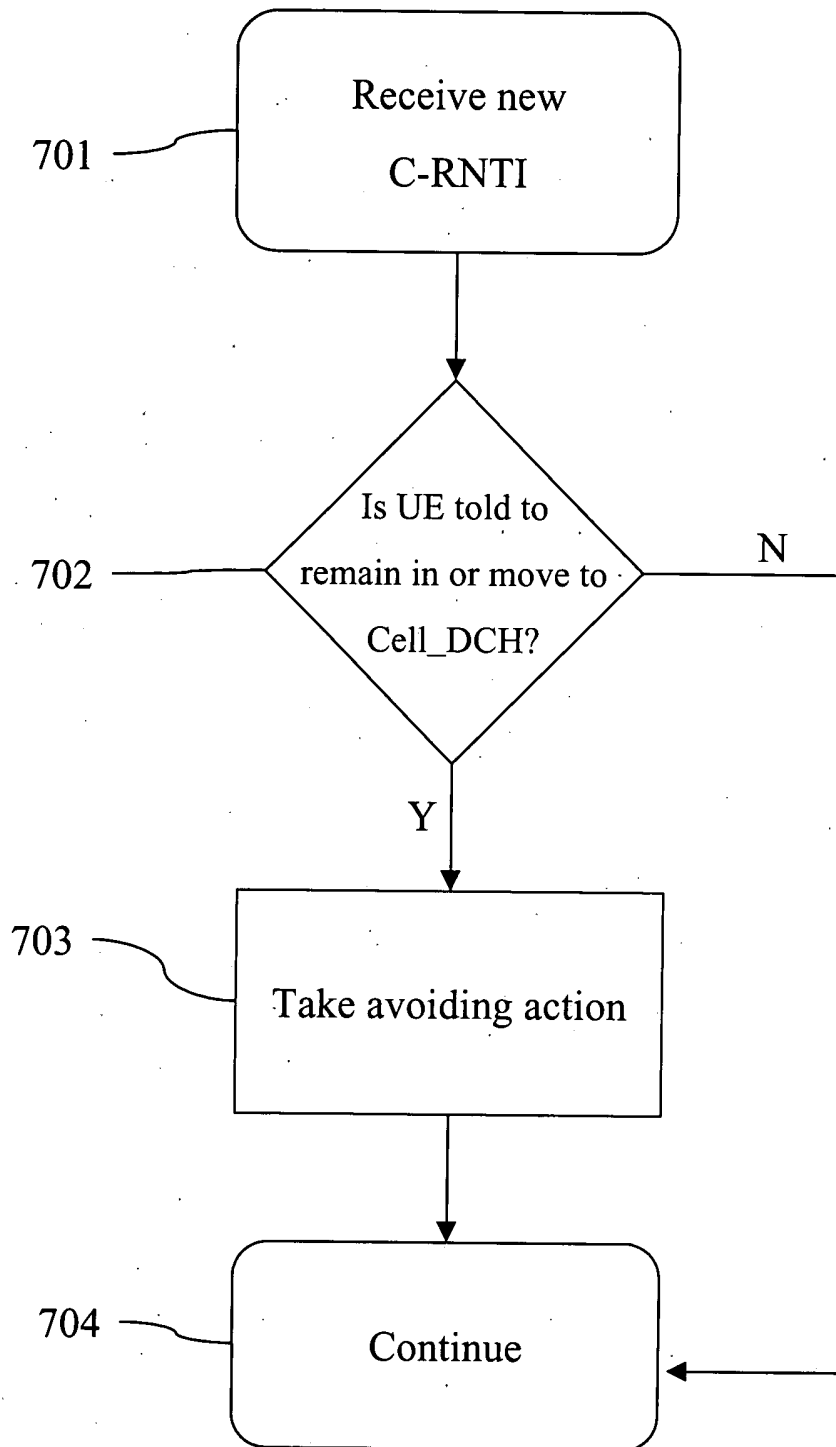 Receive new
C-RNTI
701
Is UE told to
remain in or move to
Cell_DCH?
702
N
Y
703
Take avoiding action
704
Continue